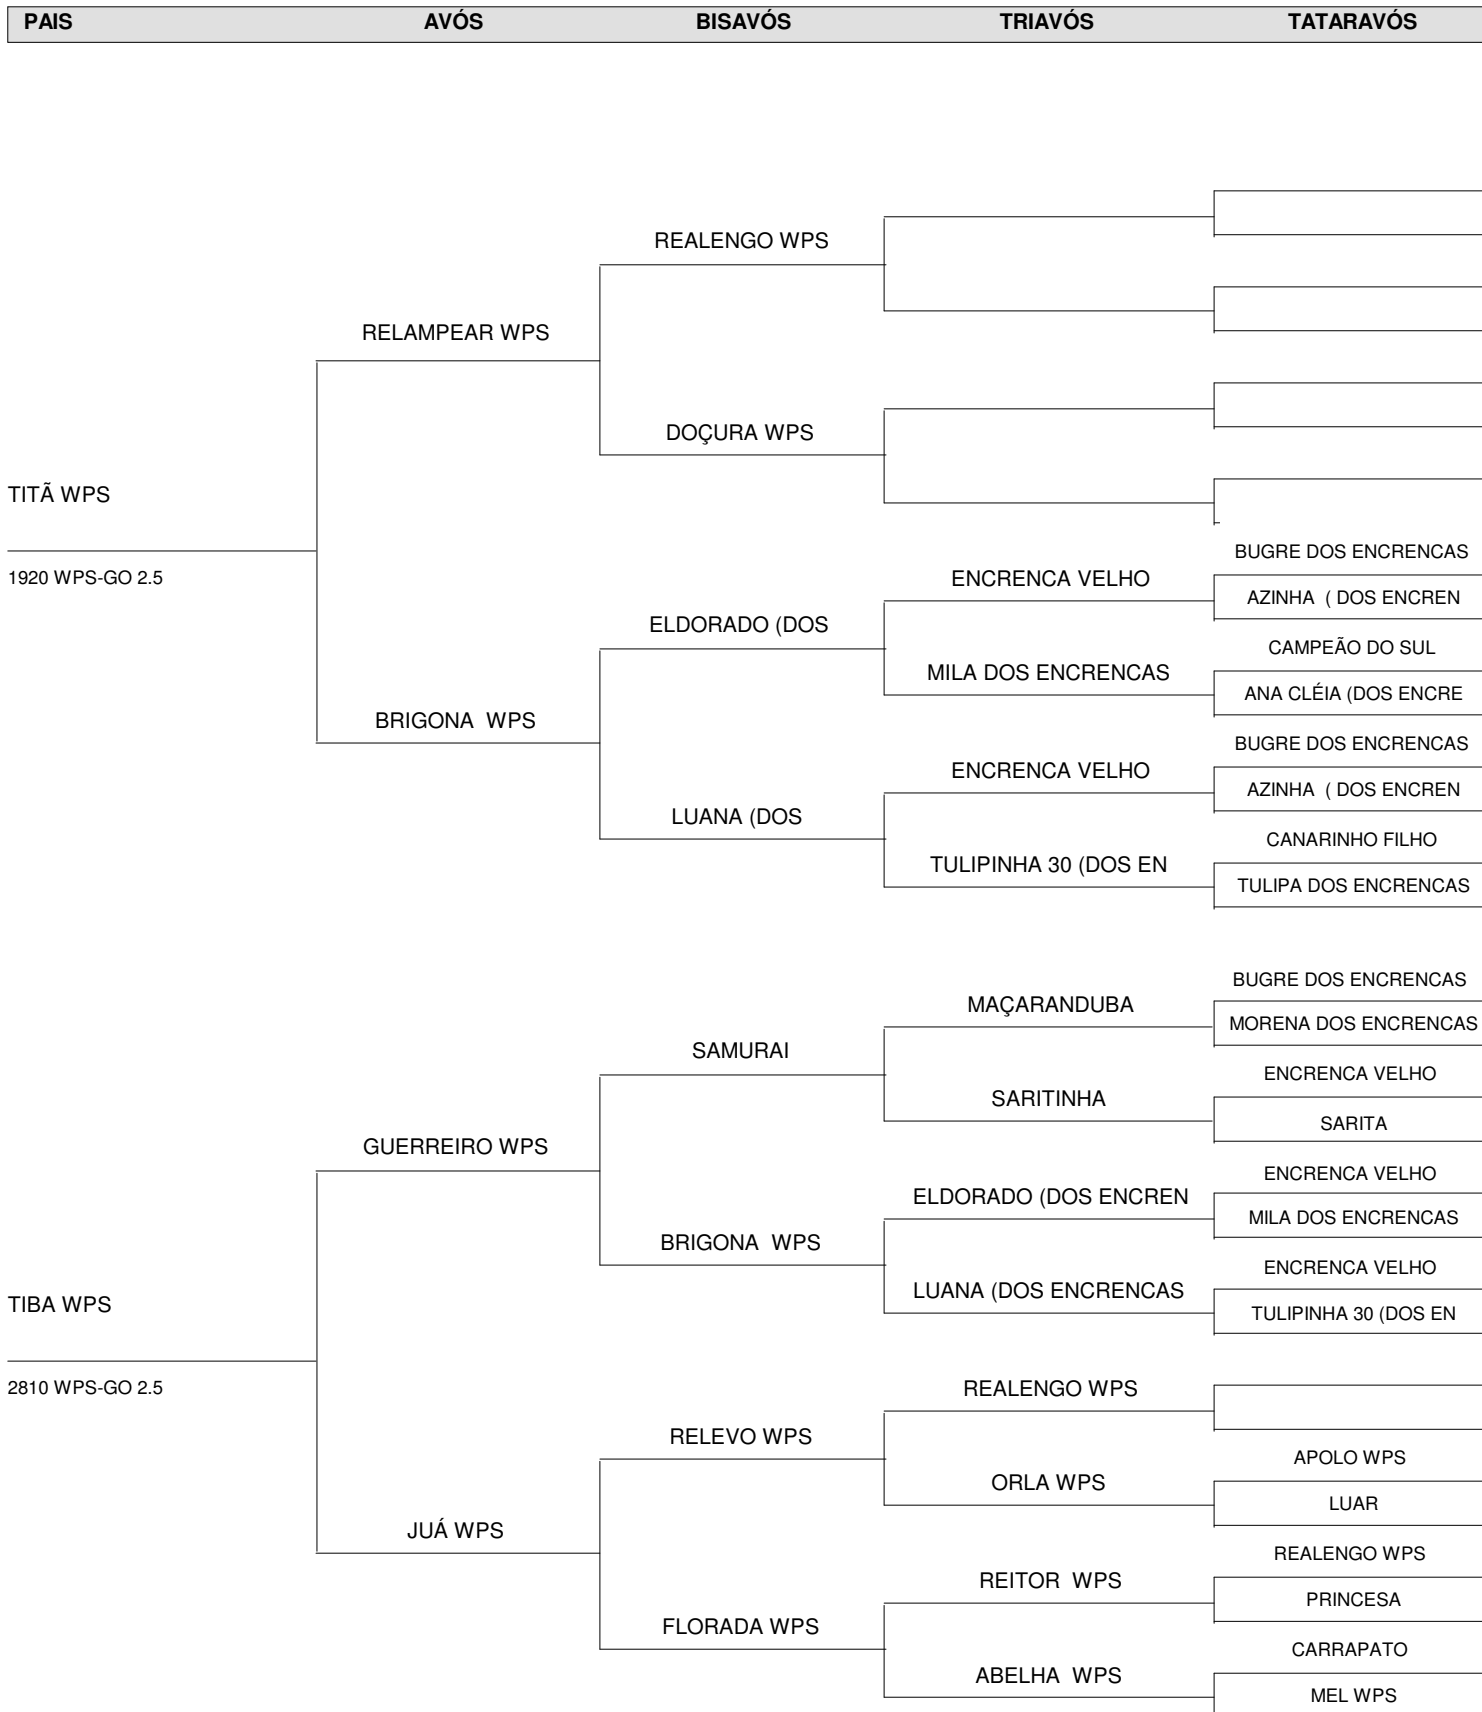 PAIS AVÓS BISAVÓS TRIAVÓS TATARAVÓS
REALENGO WPS
RELAMPEAR WPS
DOÇURA WPS
TITÃ WPS
1920 WPS-GO 2.5
BUGRE DOS ENCRENCAS
ENCRENCA VELHO
AZINHA ( DOS ENCREN
ELDORADO (DOS
CAMPEÃO DO SUL
MILA DOS ENCRENCAS
ANA CLÉIA (DOS ENCRE
BRIGONA WPS
BUGRE DOS ENCRENCAS
ENCRENCA VELHO
AZINHA ( DOS ENCREN
LUANA (DOS
CANARINHO FILHO
TULIPINHA 30 (DOS EN
TULIPA DOS ENCRENCAS
BUGRE DOS ENCRENCAS
MAÇARANDUBA
MORENA DOS ENCRENCAS
SAMURAI
ENCRENCA VELHO
SARITINHA
SARITA
GUERREIRO WPS
ENCRENCA VELHO
ELDORADO (DOS ENCREN
MILA DOS ENCRENCAS
BRIGONA WPS
ENCRENCA VELHO
LUANA (DOS ENCRENCAS
TULIPINHA 30 (DOS EN
TIBA WPS
2810 WPS-GO 2.5
REALENGO WPS
RELEVO WPS
APOLO WPS
ORLA WPS
LUAR
JUÁ WPS
REALENGO WPS
REITOR WPS
PRINCESA
FLORADA WPS
CARRAPATO
ABELHA WPS
MEL WPS